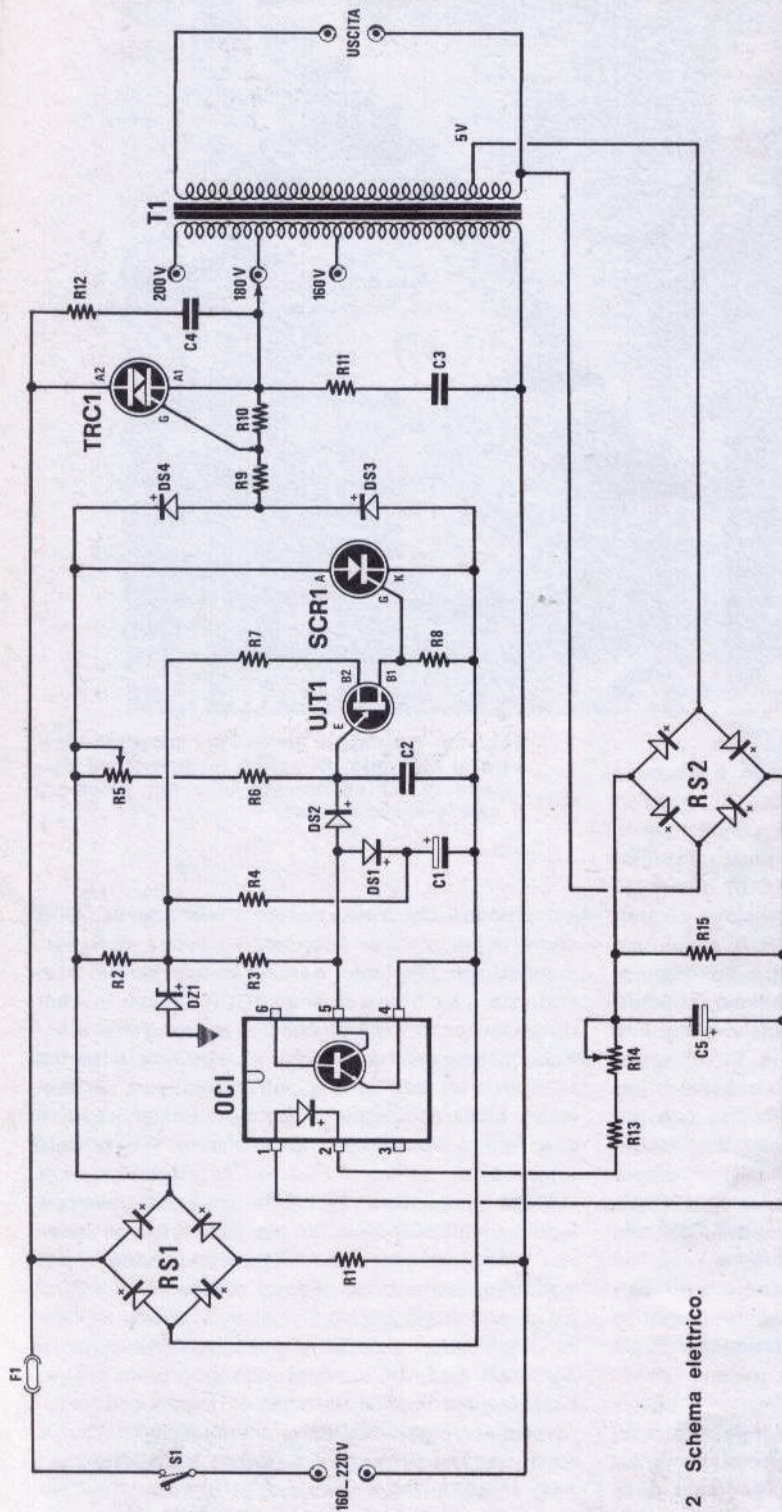 F1
S1
160_220V
RS1
R1
OC1
1
2
3
6
5
4
DZ1
R2
R3
R4
DS1
C1
DS2
R5
R6
C2
UJT1
E
B2
B1
R7
R8
SCR1
A
G
K
DS4
DS3
R9
R10
TRC1
A2
G
A1
R11
C3
R12
C4
T1
200V
180V
160V
5V
USCITA
RS2
R13
R14
C5
R15
2 Schema elettrico.